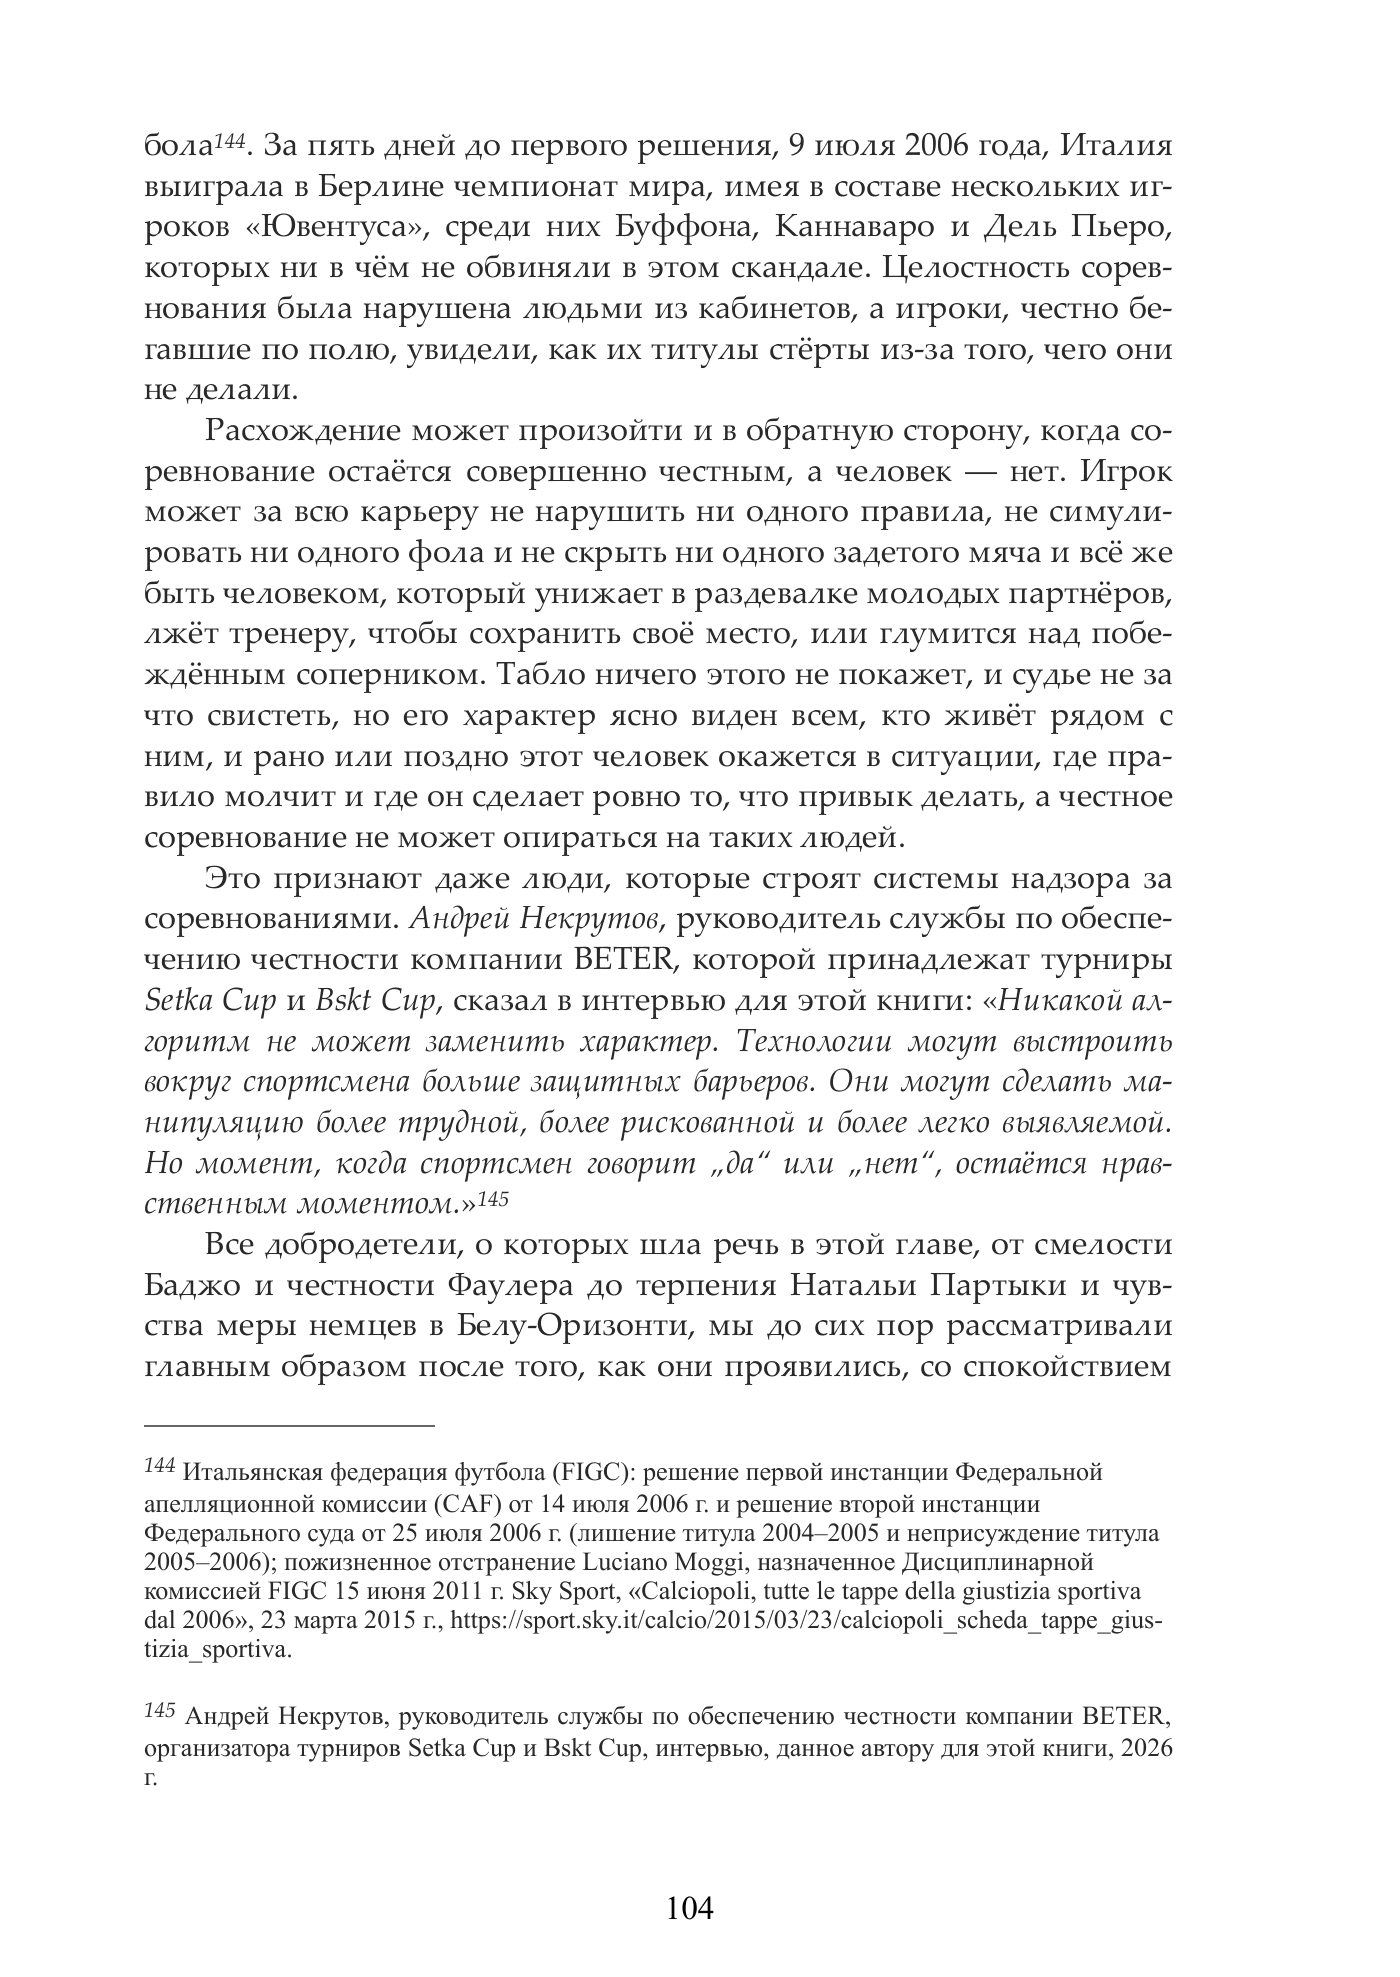 бола144. За пять дней до первого решения, 9 июля 2006 года, Италия
выиграла в Берлине чемпионат мира, имея в составе нескольких иг-
роков «Ювентуса», среди них Буффона, Каннаваро и Дель Пьеро,
которых ни в чём не обвиняли в этом скандале. Целостность сорев-
нования была нарушена людьми из кабинетов, а игроки, честно бе-
гавшие по полю, увидели, как их титулы стёрты из-за того, чего они
не делали.
Расхождение может произойти и в обратную сторону, когда со-
ревнование остаётся совершенно честным, а человек — нет. Игрок
может за всю карьеру не нарушить ни одного правила, не симули-
ровать ни одного фола и не скрыть ни одного задетого мяча и всё же
быть человеком, который унижает в раздевалке молодых партнёров,
лжёт тренеру, чтобы сохранить своё место, или глумится над побе-
ждённым соперником. Табло ничего этого не покажет, и судье не за
что свистеть, но его характер ясно виден всем, кто живёт рядом с
ним, и рано или поздно этот человек окажется в ситуации, где пра-
вило молчит и где он сделает ровно то, что привык делать, а честное
соревнование не может опираться на таких людей.
Это признают даже люди, которые строят системы надзора за
соревнованиями. Андрей Некрутов, руководитель службы по обеспе-
чению честности компании BETER, которой принадлежат турниры
Setka Cup и Bskt Cup, сказал в интервью для этой книги: «Никакой ал-
горитм не может заменить характер. Технологии могут выстроить
вокруг спортсмена больше защитных барьеров. Они могут сделать ма-
нипуляцию более трудной, более рискованной и более легко выявляемой.
Но момент, когда спортсмен говорит „да“ или „нет“, остаётся нрав-
ственным моментом.»145
Все добродетели, о которых шла речь в этой главе, от смелости
Баджо и честности Фаулера до терпения Натальи Партыки и чув-
ства меры немцев в Белу-Оризонти, мы до сих пор рассматривали
главным образом после того, как они проявились, со спокойствием
144 Итальянская федерация футбола (FIGC): решение первой инстанции Федеральной
апелляционной комиссии (CAF) от 14 июля 2006 г. и решение второй инстанции
Федерального суда от 25 июля 2006 г. (лишение титула 2004–2005 и неприсуждение титула
2005–2006); пожизненное отстранение Luciano Moggi, назначенное Дисциплинарной
комиссией FIGC 15 июня 2011 г. Sky Sport, «Calciopoli, tutte le tappe della giustizia sportiva
dal 2006», 23 марта 2015 г., https://sport.sky.it/calcio/2015/03/23/calciopoli_scheda_tappe_gius-
tizia_sportiva.
145 Андрей Некрутов, руководитель службы по обеспечению честности компании BETER,
организатора турниров Setka Cup и Bskt Cup, интервью, данное автору для этой книги, 2026
г.
104